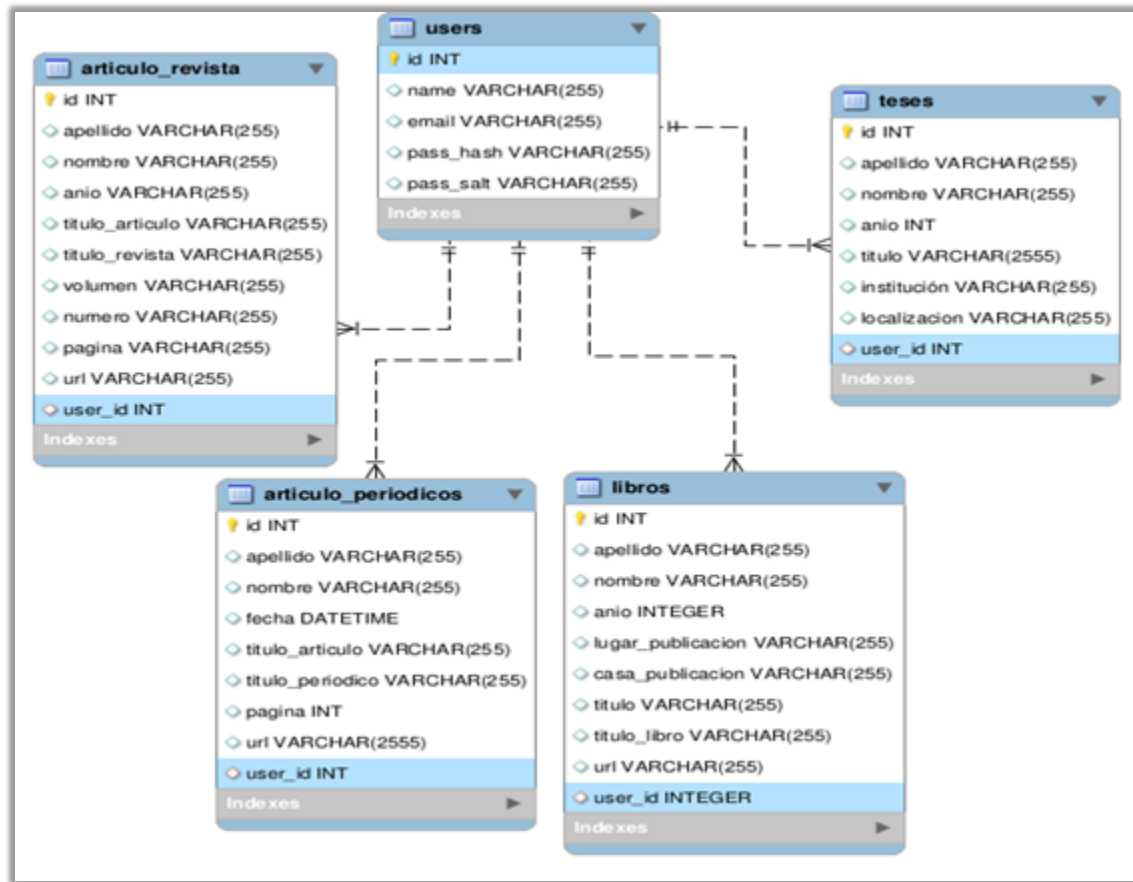 users
id INT
name VARCHAR(255)
email VARCHAR(255)
pass_hash VARCHAR(255)
pass_salt VARCHAR(255)
Indexes
articulo_revista
id INT
apellido VARCHAR(255)
nombre VARCHAR(255)
anio VARCHAR(255)
titulo_articulo VARCHAR(255)
titulo_revista VARCHAR(255)
volumen VARCHAR(255)
numero VARCHAR(255)
pagina VARCHAR(255)
url VARCHAR(255)
user_id INT
Indexes
teses
id INT
apellido VARCHAR(255)
nombre VARCHAR(255)
anio INT
titulo VARCHAR(2555)
institución VARCHAR(255)
localizacion VARCHAR(255)
user_id INT
Indexes
articulo_periodicos
id INT
apellido VARCHAR(255)
nombre VARCHAR(255)
fecha DATETIME
titulo_articulo VARCHAR(255)
titulo_periodico VARCHAR(255)
pagina INT
url VARCHAR(2555)
user_id INT
Indexes
libros
id INT
apellido VARCHAR(255)
nombre VARCHAR(255)
anio INTEGER
lugar_publicacion VARCHAR(255)
casa_publicacion VARCHAR(255)
titulo VARCHAR(255)
titulo_libro VARCHAR(255)
url VARCHAR(255)
user_id INTEGER
Indexes